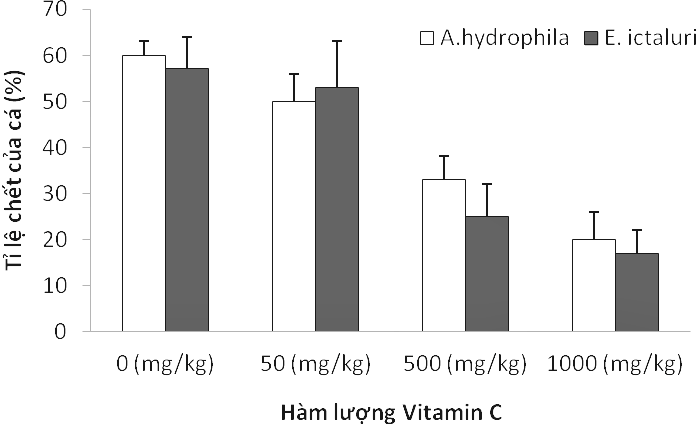 70
A.hydrophila E. ictaluri
60
50
40
30
20
10
0
Tỉ lệ chết của cá (%)
0 (mg/kg) 50 (mg/kg) 500 (mg/kg) 1000 (mg/kg)
Hàm lượng Vitamin C